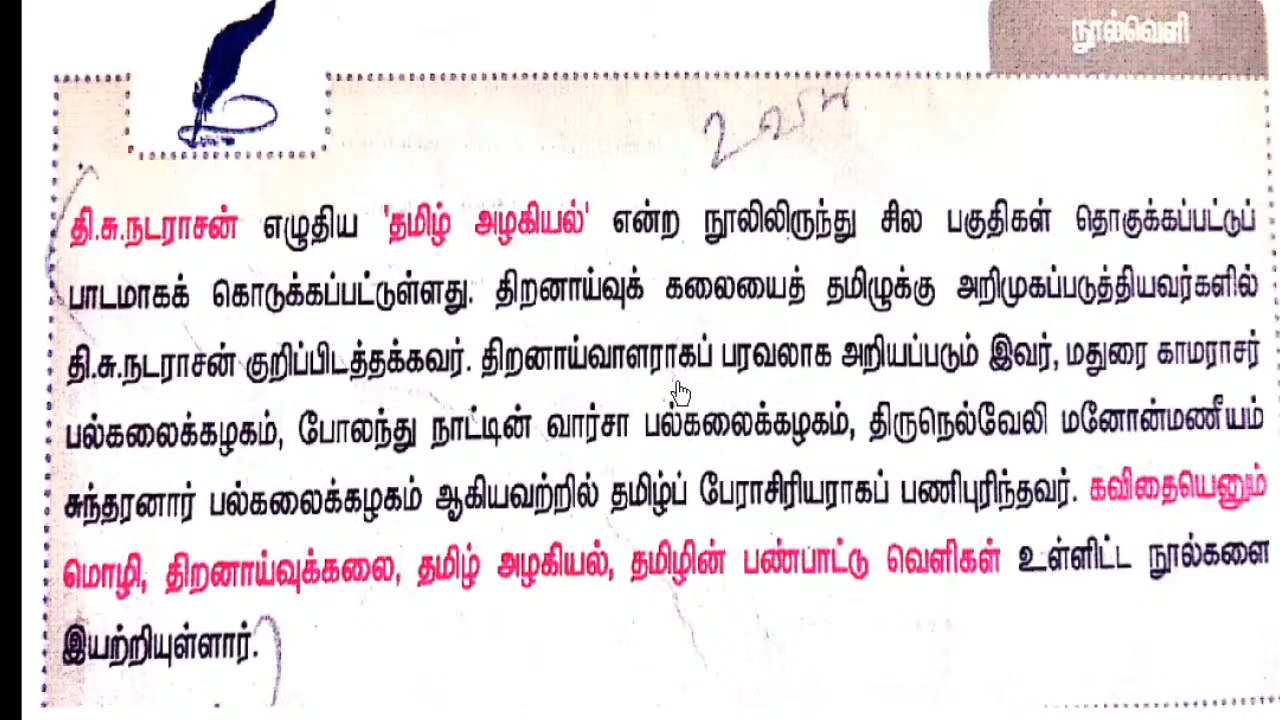 நூல்வெளி
தி.சு.நடராசன் எழுதிய 'தமிழ் அழகியல்' என்ற நூலிலிருந்து சில பகுதிகள் தொகுக்கப்பட்டுப்
பாடமாகக் கொடுக்கப்பட்டுள்ளது. திறனாய்வுக் கலையைத் தமிழுக்கு அறிமுகப்படுத்தியவர்களில்
தி.சு.நடராசன் குறிப்பிடத்தக்கவர். திறனாய்வாளராகப் பரவலாக அறியப்படும் இவர், மதுரை காமராசர்
பல்கலைக்கழகம், போலந்து நாட்டின் வார்சா பல்கலைக்கழகம், திருநெல்வேலி மனோன்மணீயம்
சுந்தரனார் பல்கலைக்கழகம் ஆகியவற்றில் தமிழ்ப் பேராசிரியராகப் பணிபுரிந்தவர். கவிதையெனும்
மொழி, திறனாய்வுக்கலை, தமிழ் அழகியல், தமிழின் பண்பாட்டு வெளிகள் உள்ளிட்ட நூல்களை
இயற்றியுள்ளார்.